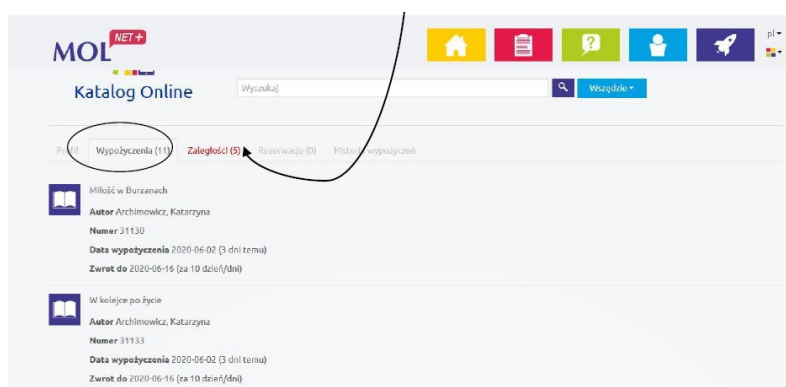 MOL NET+
pl
Katalog Online
Wyszukaj
Wszędzie
Profil Wypożyczenia (11) Zaległości (5) Rezerwacje (0) Historia wypożyczeń
Miłość w Burzanach
Autor Archimowicz, Katarzyna
Numer 31130
Data wypożyczenia 2020-06-02 (3 dni temu)
Zwrot do 2020-06-16 (za 10 dzień/dni)
W kolejce po życie
Autor Archimowicz, Katarzyna
Numer 31133
Data wypożyczenia 2020-06-02 (3 dni temu)
Zwrot do 2020-06-16 (za 10 dzień/dni)